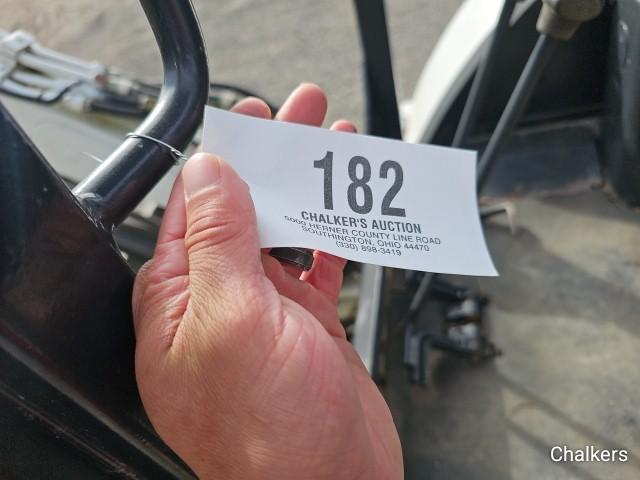 182
CHALKER'S AUCTION
5000 HERNER COUNTY LINE ROAD
SOUTHINGTON, OHIO 44470
(330) 898-3419
Chalkers